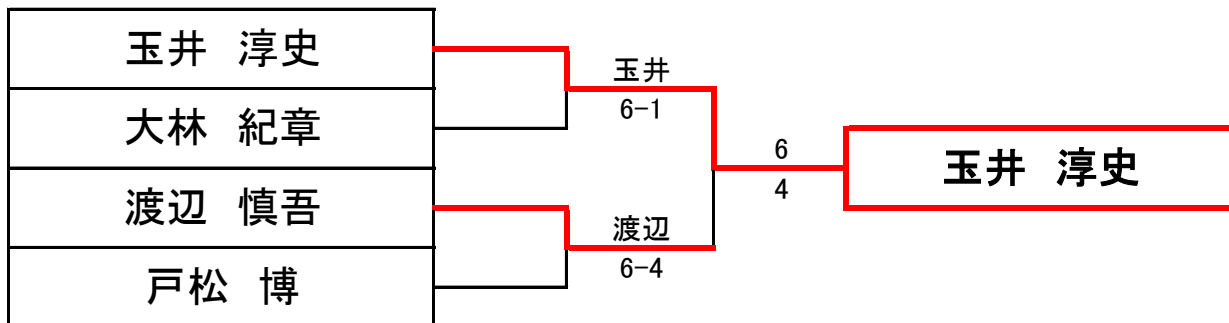 玉井　淳史
大林　紀章
渡辺　慎吾
戸松　博
玉井
6-1
渡辺
6-4
6
4
玉井　淳史